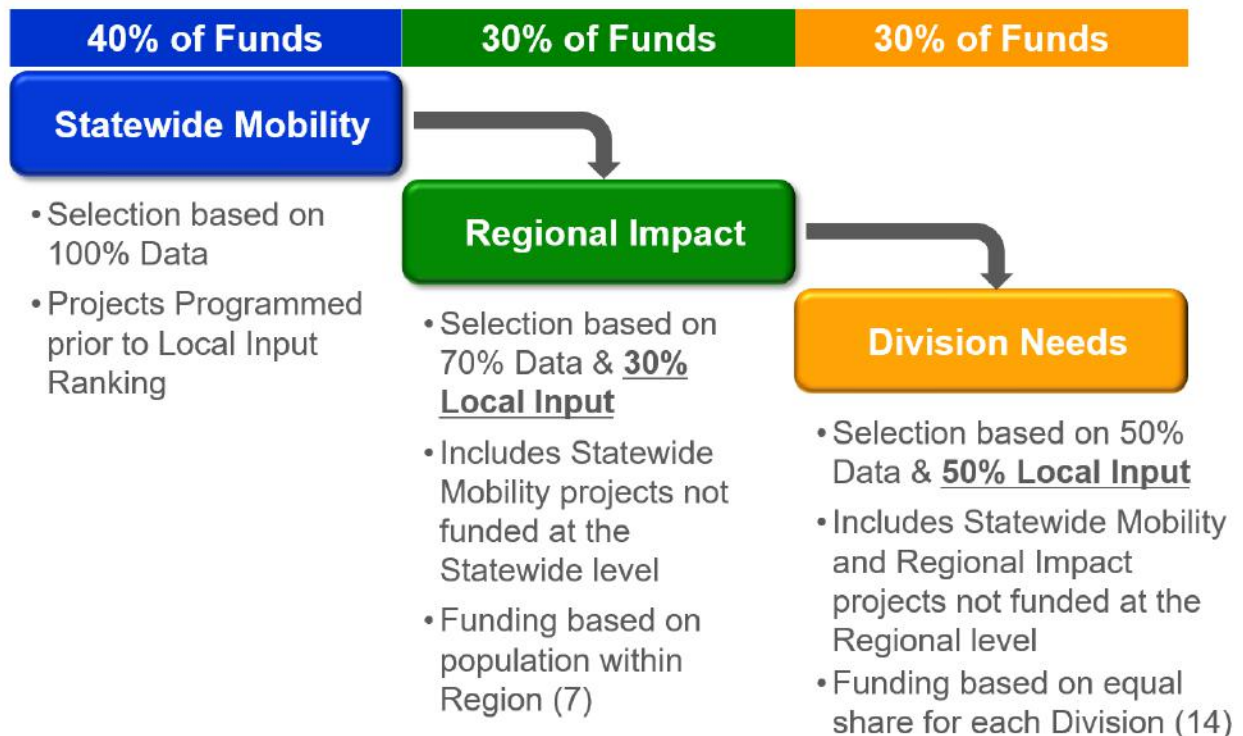 40% of Funds
30% of Funds
30% of Funds
Statewide Mobility
• Selection based on
100% Data
• Projects Programmed
prior to Local Input
Ranking
Regional Impact
• Selection based on
70% Data & 30%
Local Input
• Includes Statewide
Mobility projects not
funded at the
Statewide level
• Funding based on
population within
Region (7)
Division Needs
• Selection based on 50%
Data & 50% Local Input
• Includes Statewide Mobility
and Regional Impact
projects not funded at the
Regional level
• Funding based on equal
share for each Division (14)